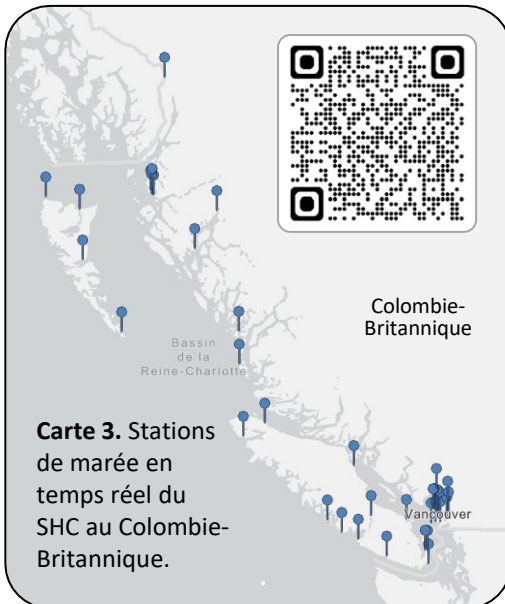 Colombie-
Britannique
Bassin
de la
Reine-Charlotte
Carte 3. Stations
de marée en
temps réel du
SHC au Colombie-
Britannique.
Vancouver